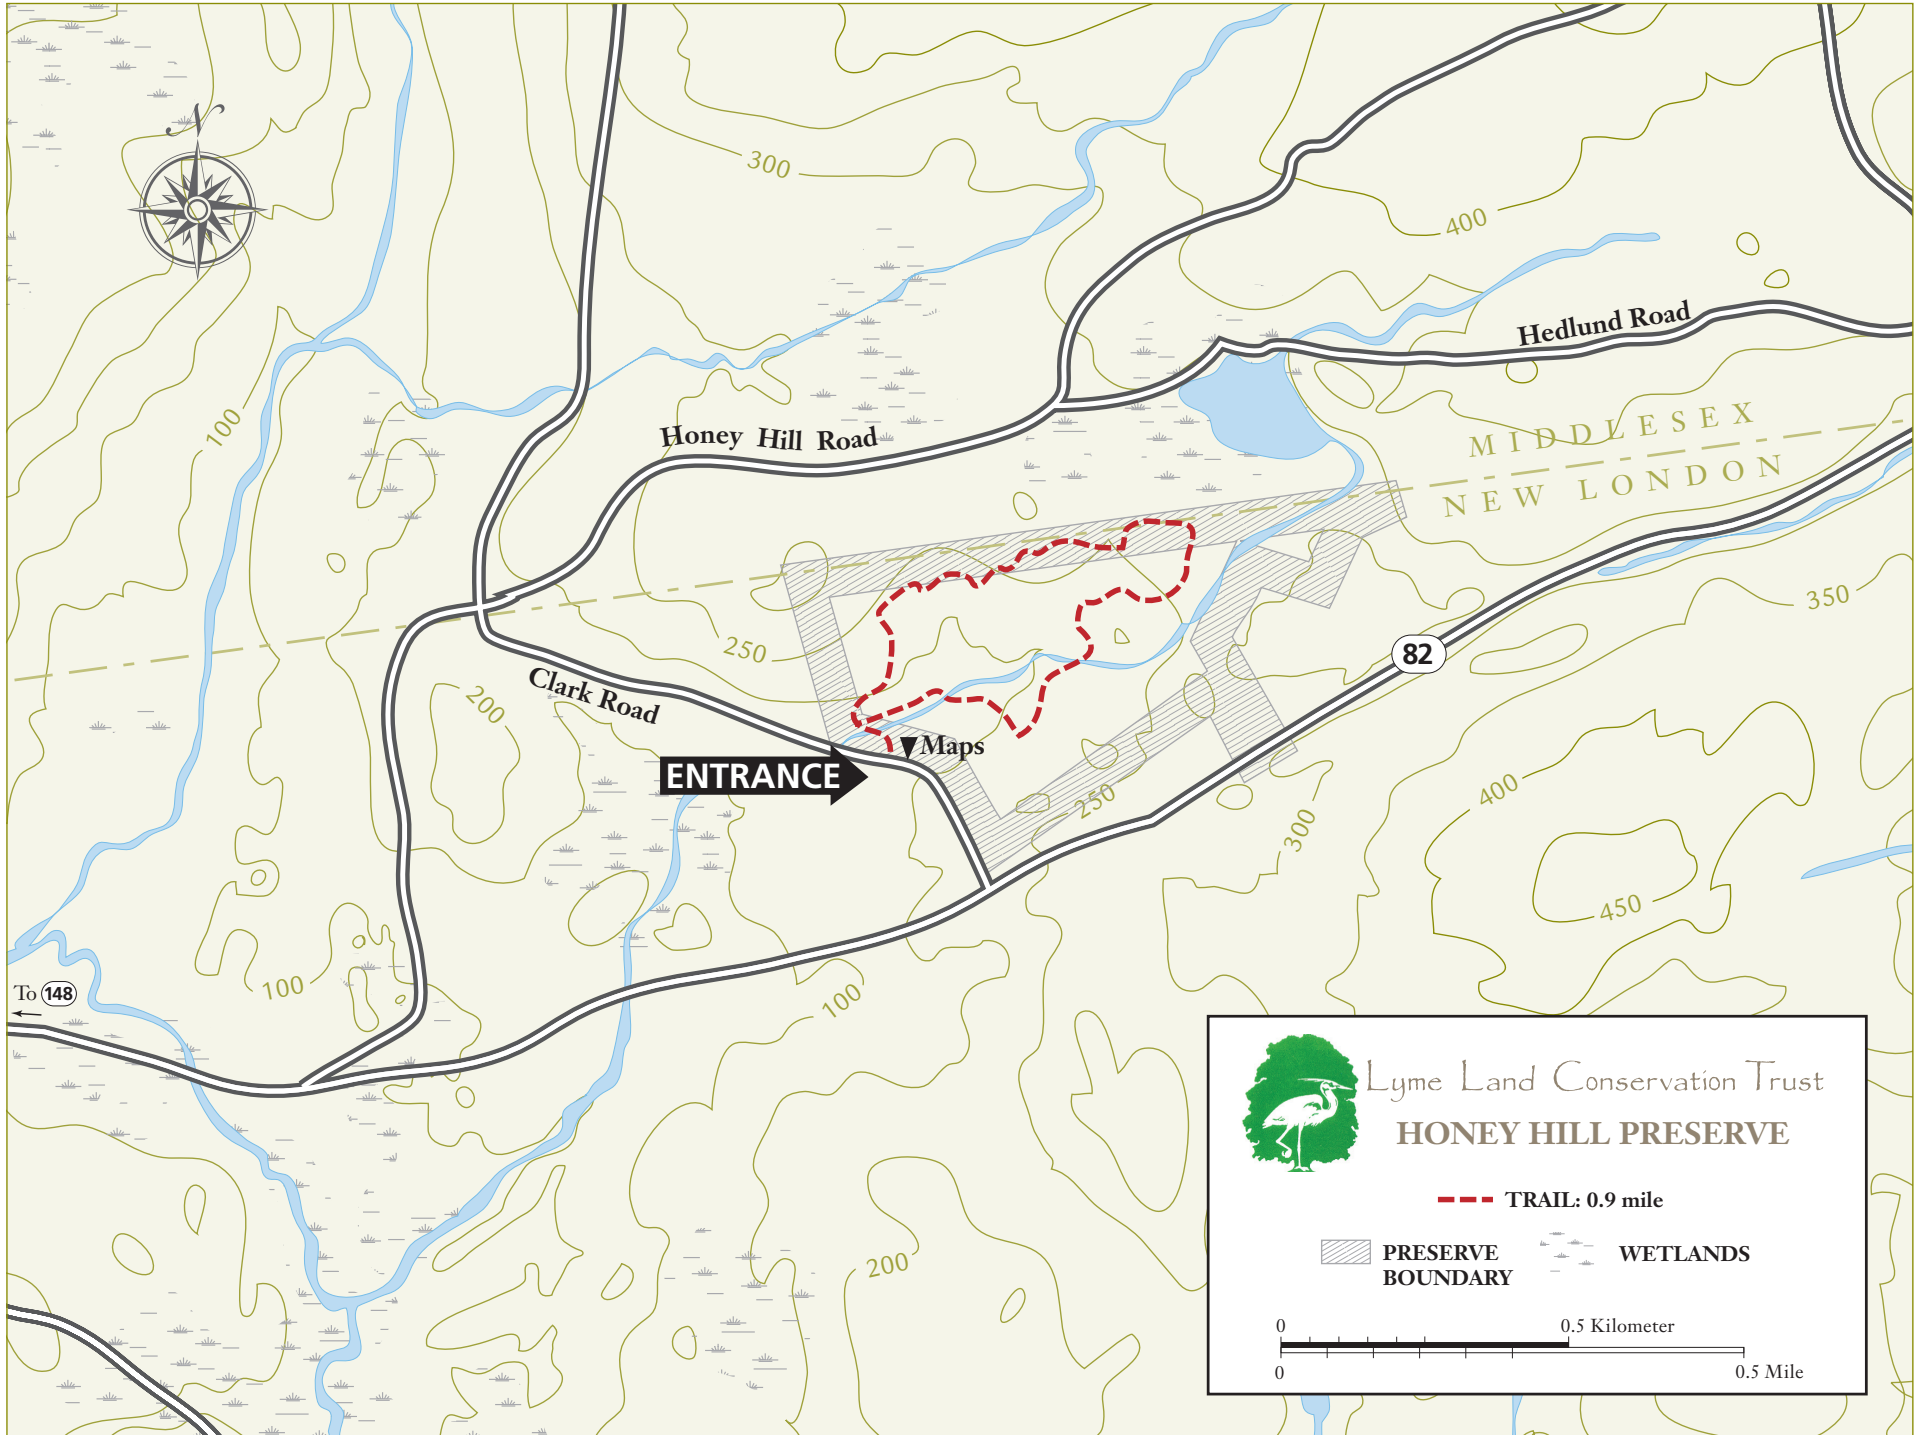 N
300
400
Hedlund Road
100
MIDDLESEX
Honey Hill Road
NEW LONDON
350
250
82
200
Clark Road
Maps
ENTRANCE
400
250
300
450
100
To 148
100
Lyme Land Conservation Trust
HONEY HILL PRESERVE
TRAIL: 0.9 mile
PRESERVE
BOUNDARY
WETLANDS
200
0
0.5 Kilometer
0
0.5 Mile